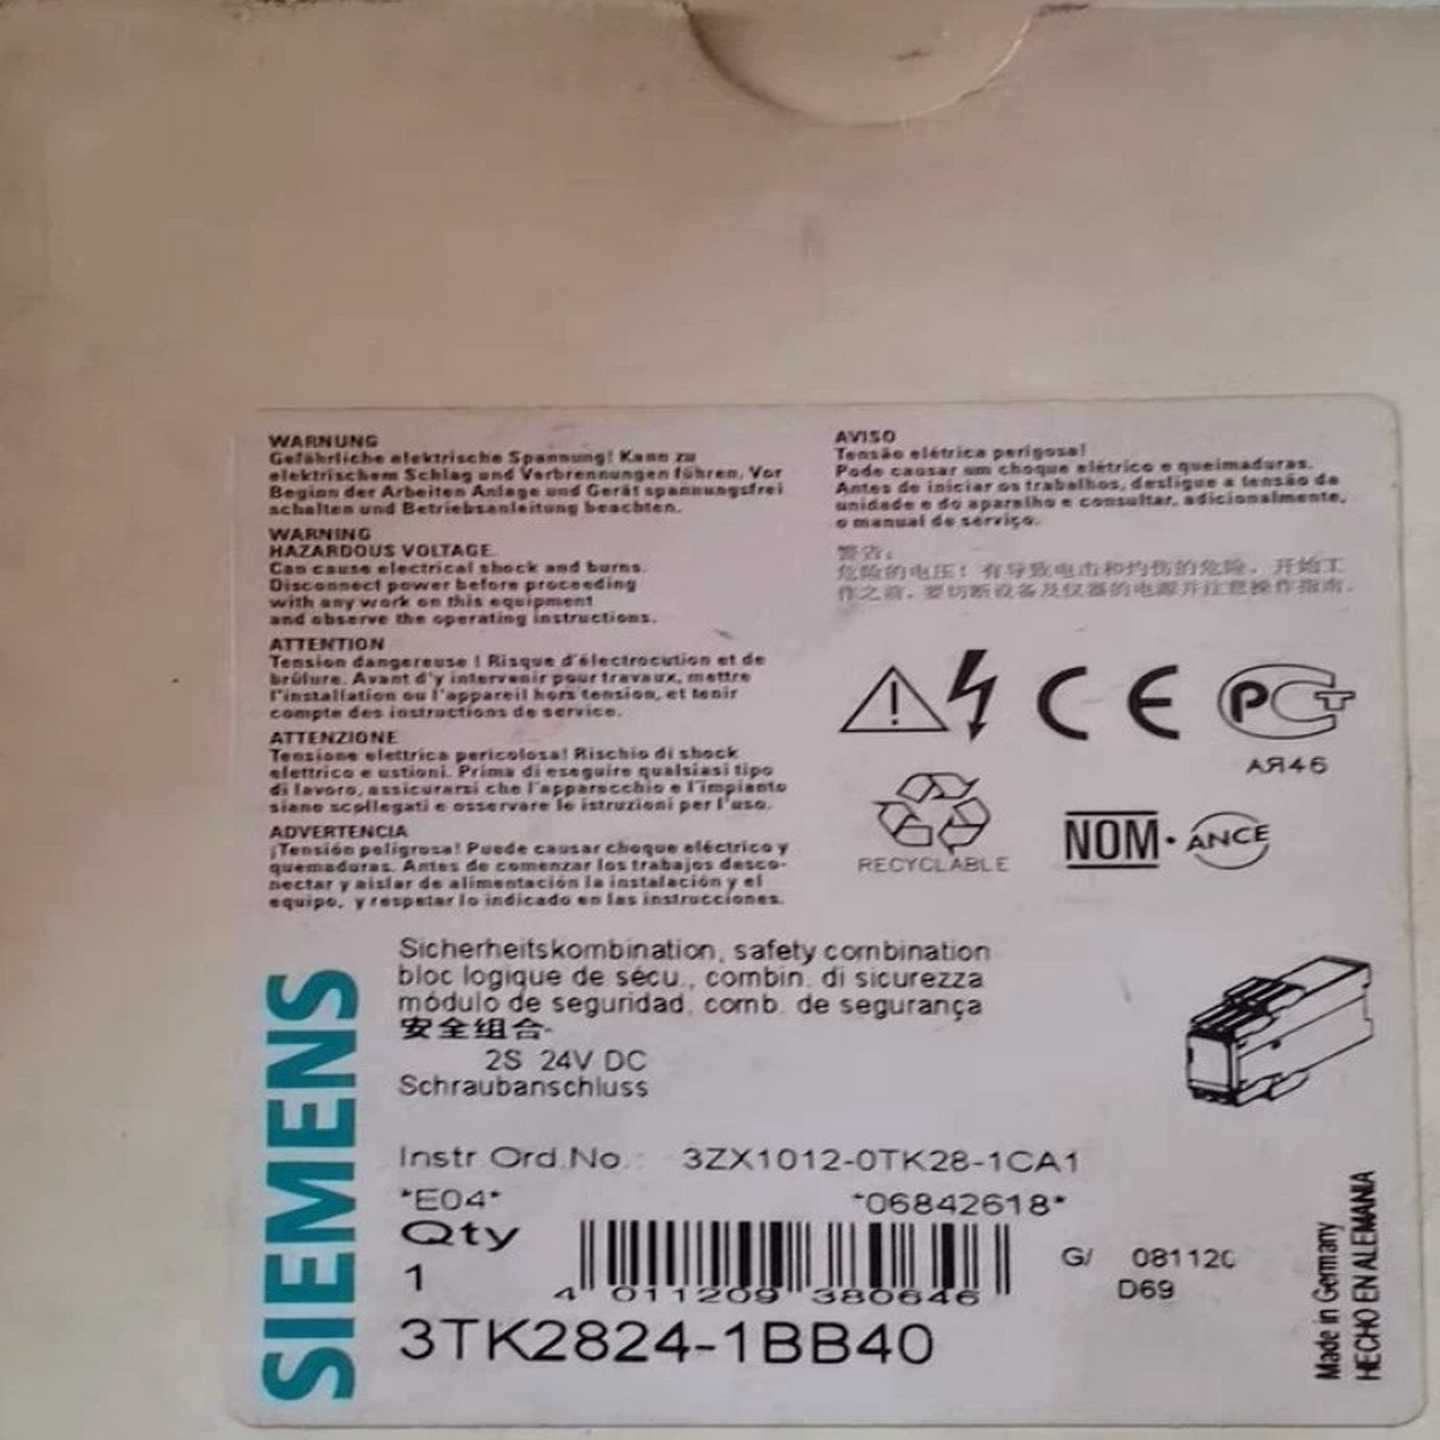 WARNUNG
Gefährliche elektrische Spannung! Kann zu
elektrischem Schlag und Verbrennungen führen. Vor
Beginn der Arbeiten Anlage und Gerät spannungsfrei
schalten und Betriebsanleitung beachten.
WARNING
HAZARDOUS VOLTAGE
Can cause electrical shock and burns.
Disconnect power before proceeding
with any work on this equipment
and observe the operating instructions.
ATTENTION
Tension dangereuse ! Risque d'électrocution et de
brûlure. Avant d'y intervenir pour travaux, mettre
l'installation ou l'appareil hors tension, et tenir
compte des instructions de service.
ATTENZIONE
Tensione elettrica pericolosa! Rischio di shock
elettrico e ustioni. Prima di eseguire qualsiasi tipo
di lavoro, assicurarsi che l'apparecchio e l'impianto
siano scollegati e osservare le istruzioni per l'uso.
ADVERTENCIA
¡Tensión peligrosa! Puede causar choque eléctrico y
quemaduras. Antes de comenzar los trabajos desco-
nectar y aislar de alimentación la instalación y el
equipo, y respetar lo indicado en las instrucciones.
AVISO
Tensão elétrica perigosa!
Pode causar um choque elétrico e queimaduras.
Antes de iniciar os trabalhos, desligue a tensão da
unidade e do aparelho e consultar, adicionalmente,
o manual de serviço.
警告:
危险的电压! 有导致电击和灼伤的危险. 开始工
作之前, 要切断设备及仪器的电源并注意操作指南.
CE
PCT
АЯ46
RECYCLABLE
NOM·ANCE
SIEMENS
Sicherheitskombination, safety combination
bloc logique de sécu., combin. di sicurezza
módulo de seguridad, comb. de segurança
安全组合-
2S 24V DC
Schraubanschluss
Instr.Ord.No.: 3ZX1012-0TK28-1CA1
*E04* *06842618*
Qty
1
4 011209 380646
G/ 081120
D69
3TK2824-1BB40
Made in Germany
HECHO EN ALEMANIA